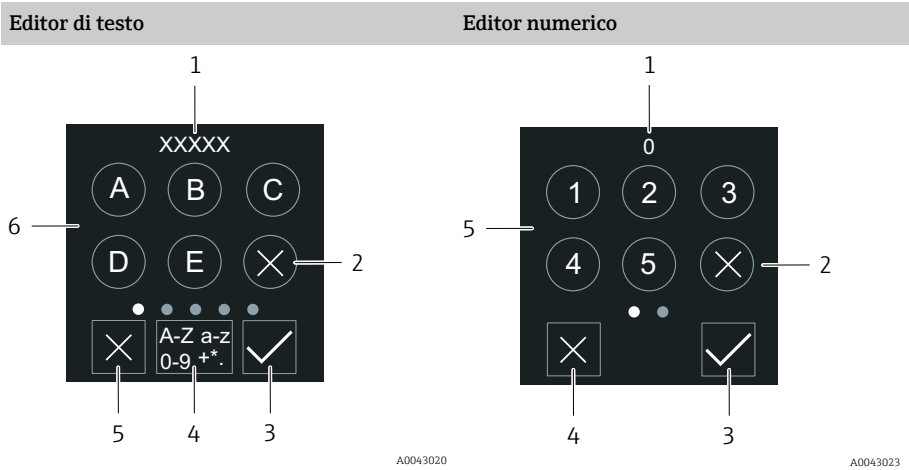 Editor di testo Editor numerico
1 1
XXXXX 0
A B C 1 2 3
6 5
D E 2 4 5 2
A-Z a-z
0-9 +*.
5 4 3 4 3
A0043020 A0043023